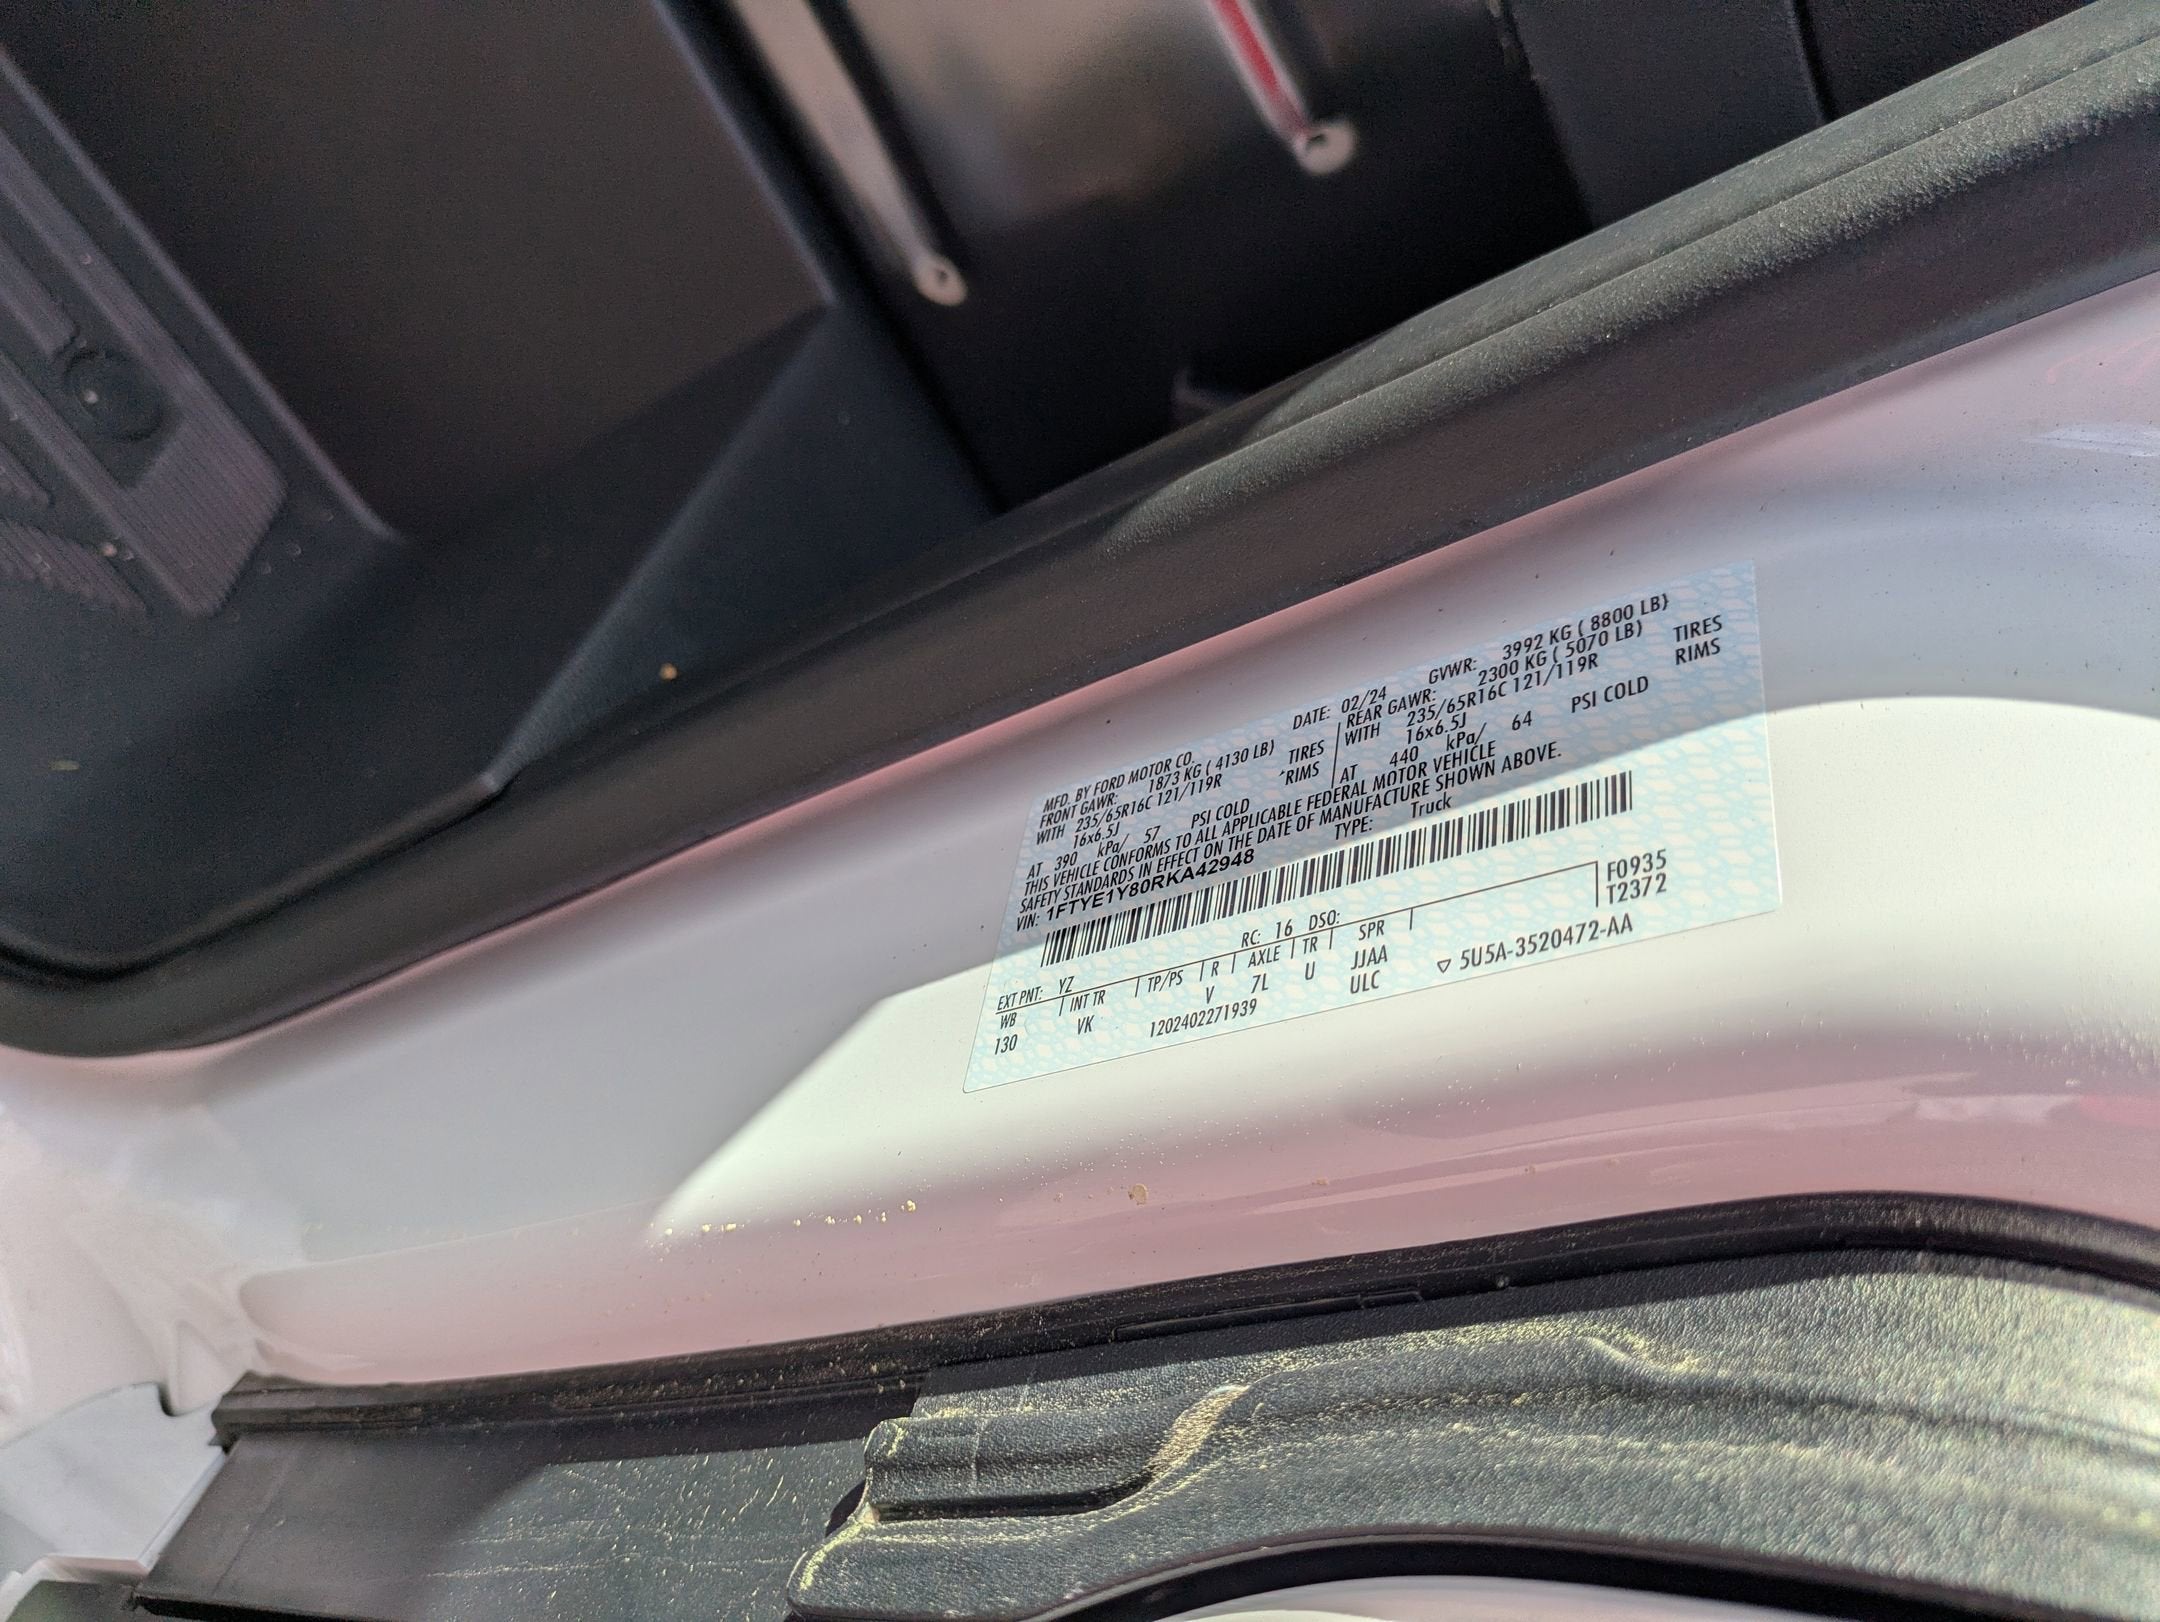 MFD. BY FORD MOTOR CO. DATE: 02/24 GVWR: 3992 KG ( 8800 LB)
FRONT GAWR: 1873 KG ( 4130 LB) REAR GAWR: 2300 KG ( 5070 LB)
WITH 235/65R16C 121/119R TIRES WITH 235/65R16C 121/119R TIRES
16x6.5J RIMS 16x6.5J RIMS
AT 390 kPa/ 57 PSI COLD AT 440 kPa/ 64 PSI COLD
THIS VEHICLE CONFORMS TO ALL APPLICABLE FEDERAL MOTOR VEHICLE
SAFETY STANDARDS IN EFFECT ON THE DATE OF MANUFACTURE SHOWN ABOVE.
VIN: 1FTYE1Y80RKA42948 TYPE: Truck
EXT PNT: YZ RC: 16 DSO: F0935
WB INT TR TP/PS R AXLE TR SPR T2372
130 VK V 7L U JJAA
1202402271939 ULC ▽ 5U5A-3520472-AA